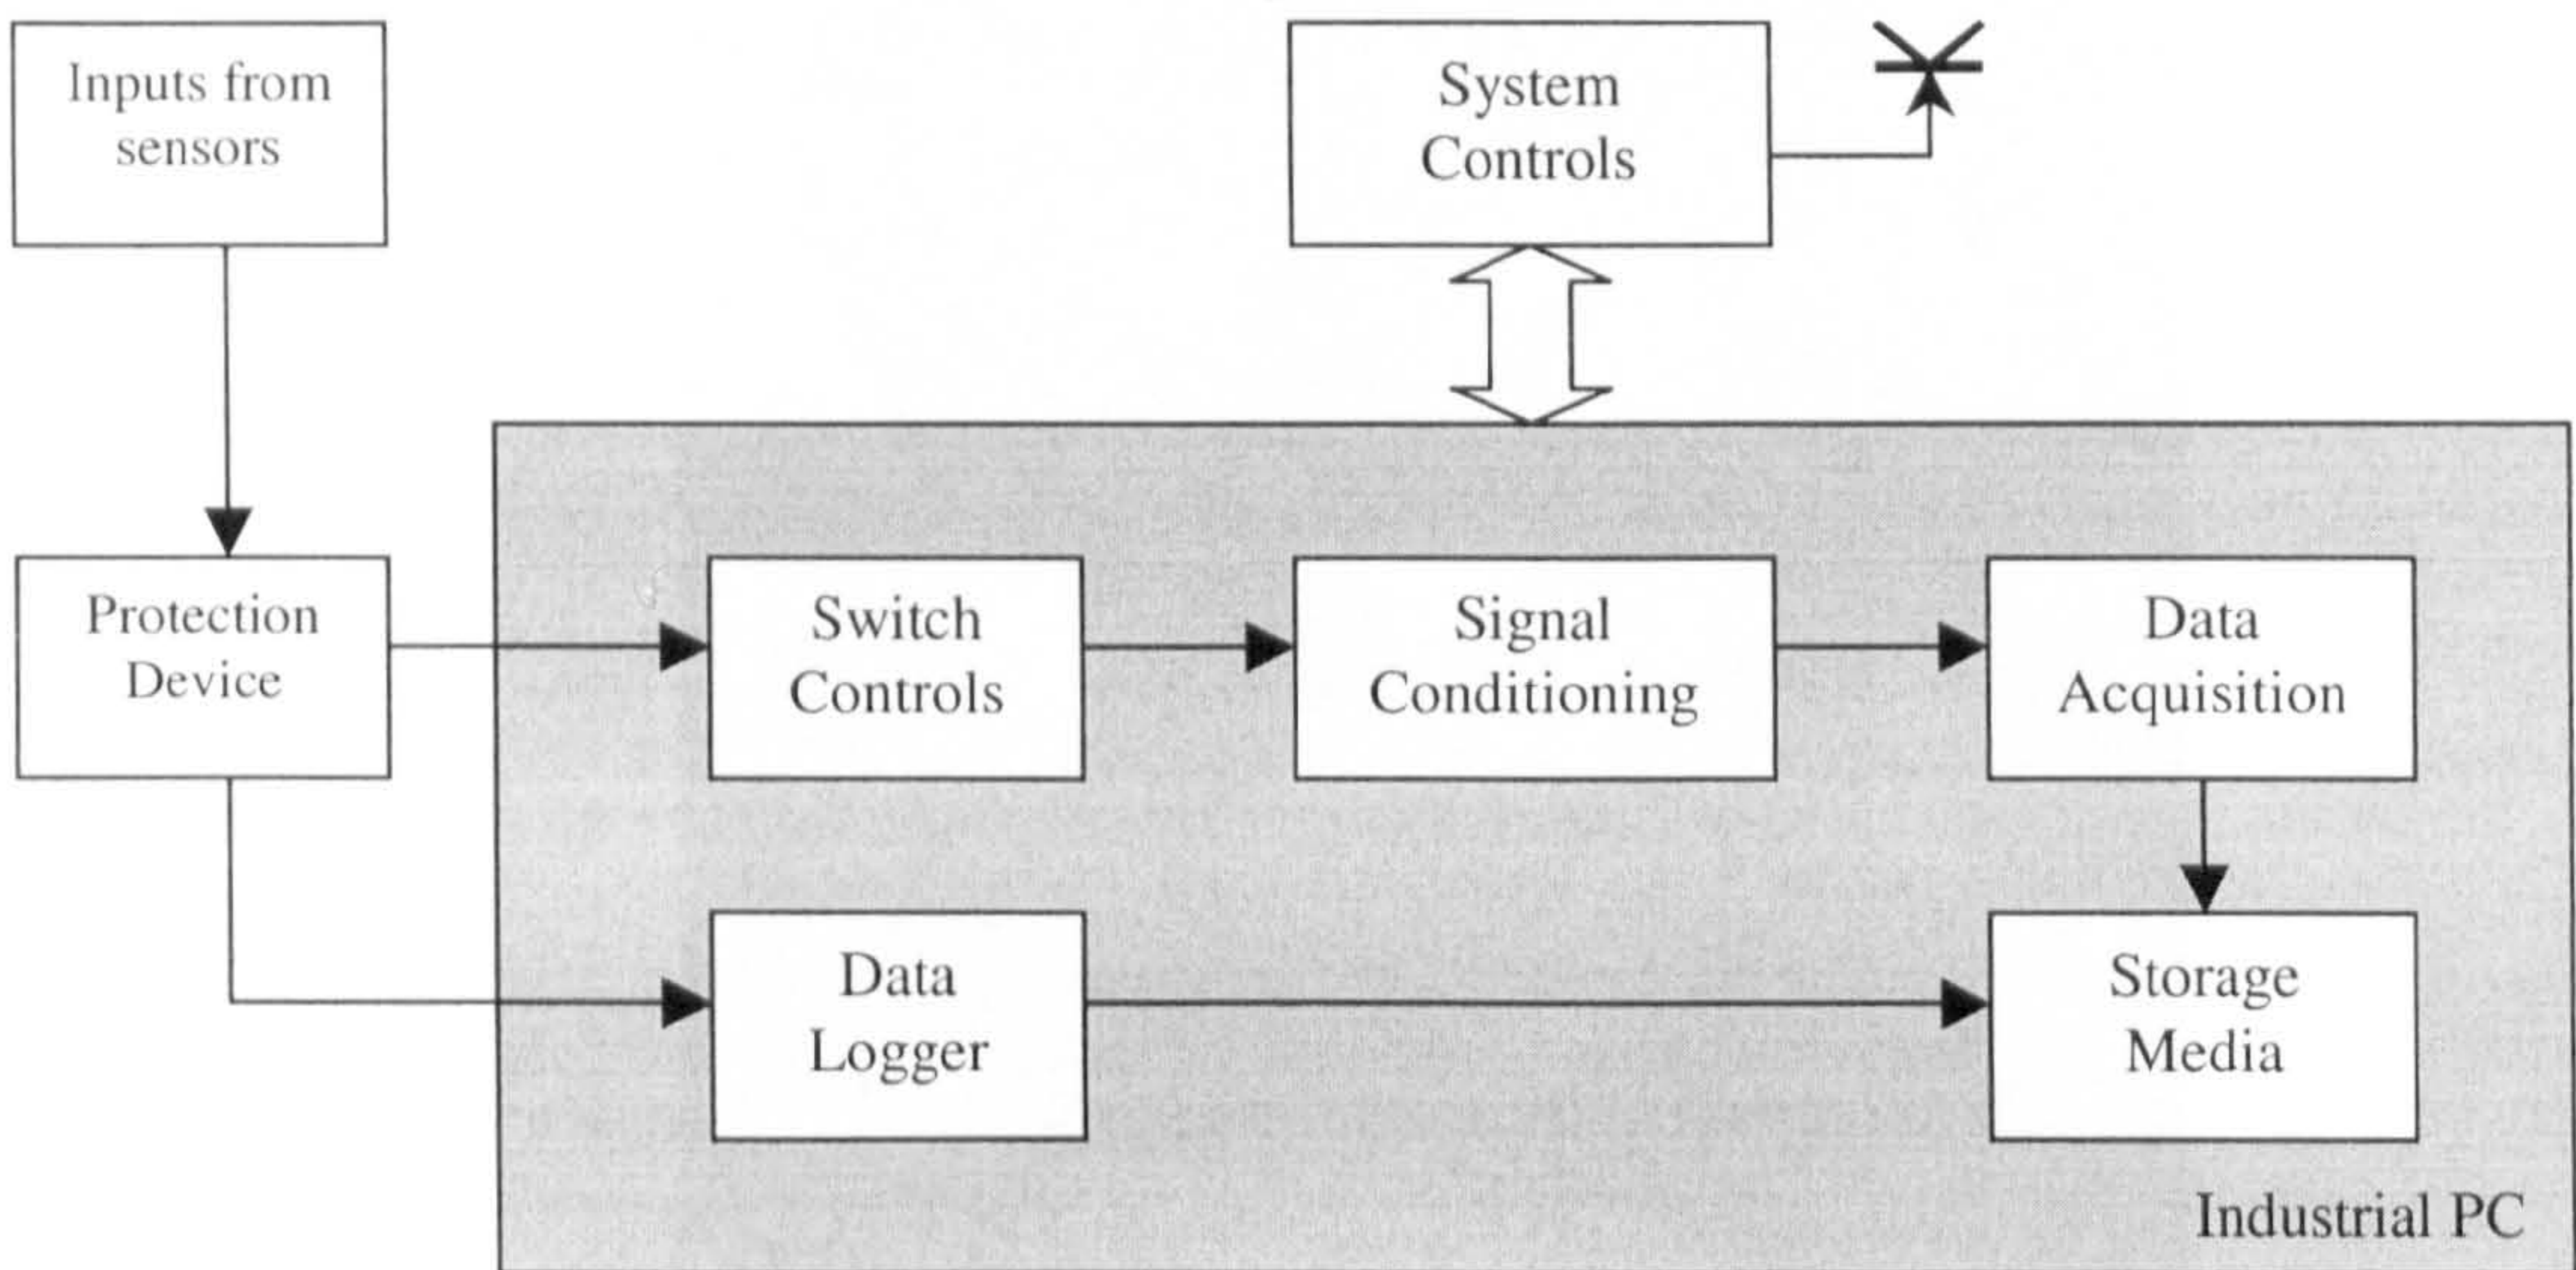 Inputs from
sensors
System
Controls
Protection
Device
Switch
Controls
Signal
Conditioning
Data
Acquisition
Data
Logger
Storage
Media
Industrial PC